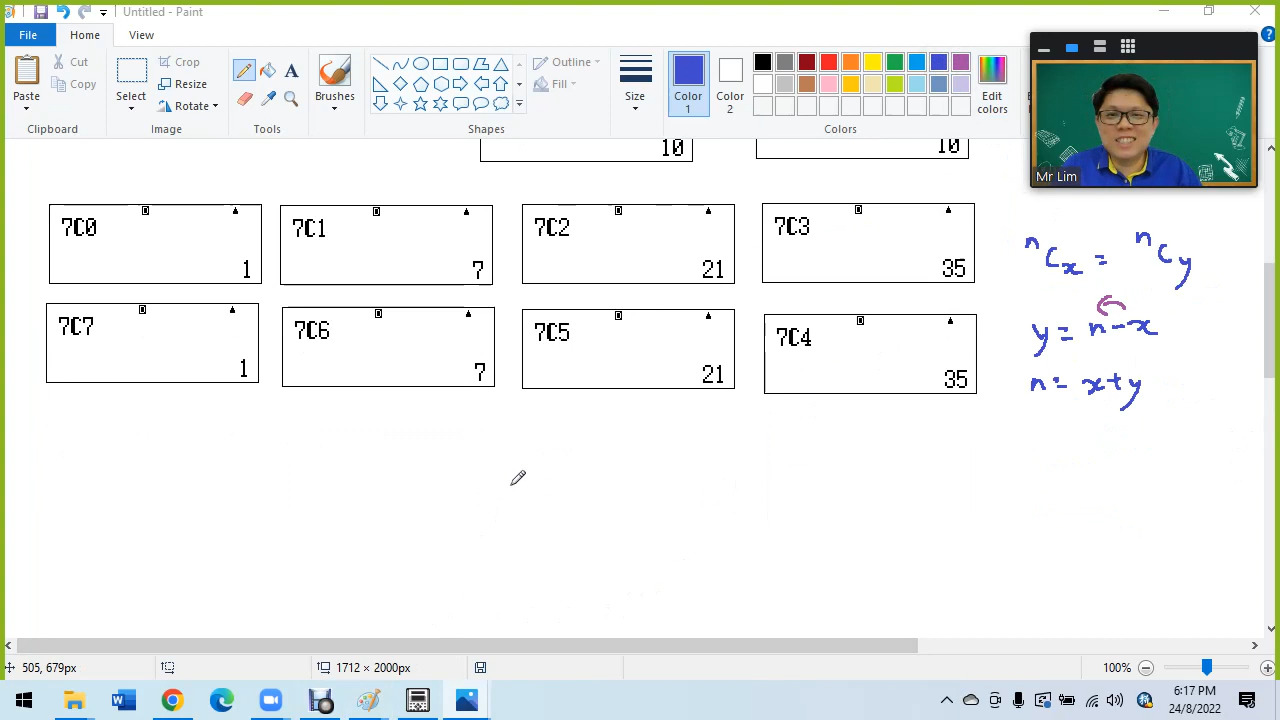 Untitled - Paint
File Home View
Paste Cut Copy Clipboard
Select Crop Resize Rotate Image
Tools
Brushes
Outline Fill Shapes
Size
Color 1 Color 2 Edit colors Colors
Mr Lim
10 10
7C0 7C1 7C2 7C3
1 7 21 35
7C7 7C6 7C5 7C4
1 7 21 35
ⁿCₓ = ⁿCy
y = n - x
n = x + y
505, 679px 1712 × 2000px 100%
6:17 PM
24/8/2022